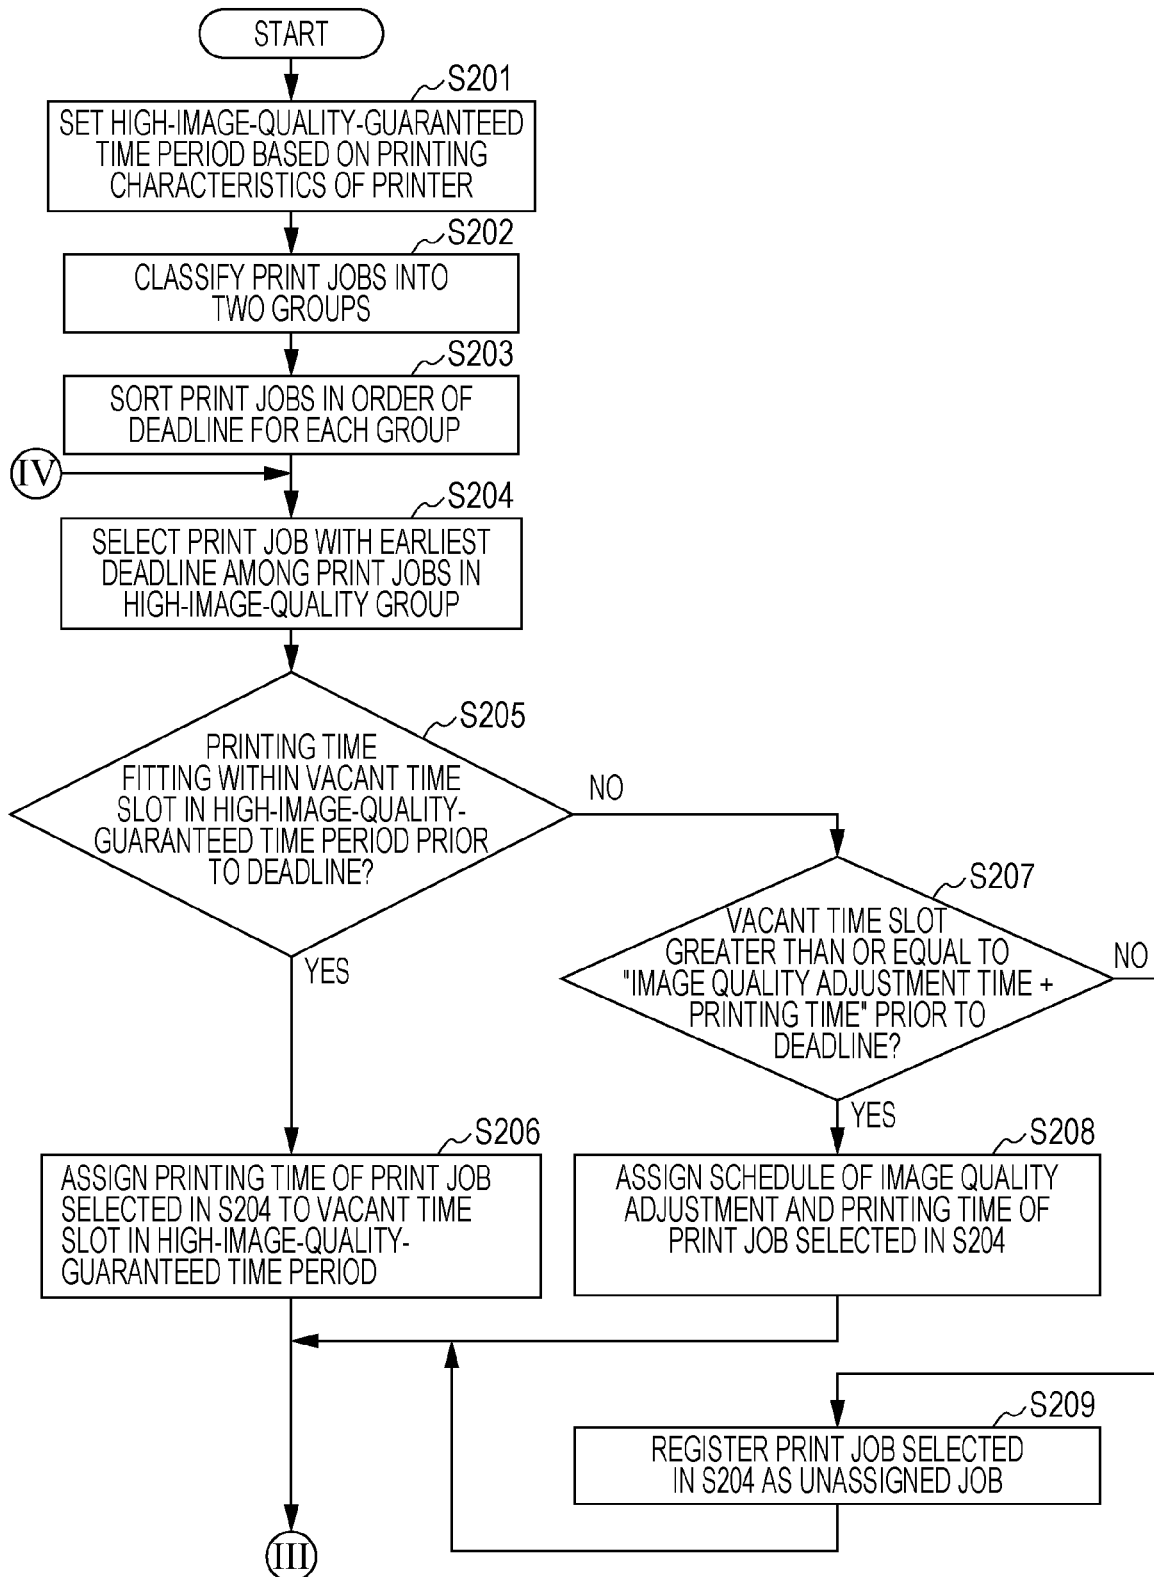 START
S201
SET HIGH-IMAGE-QUALITY-GUARANTEED
TIME PERIOD BASED ON PRINTING
CHARACTERISTICS OF PRINTER
S202
CLASSIFY PRINT JOBS INTO
TWO GROUPS
S203
SORT PRINT JOBS IN ORDER OF
DEADLINE FOR EACH GROUP
IV
S204
SELECT PRINT JOB WITH EARLIEST
DEADLINE AMONG PRINT JOBS IN
HIGH-IMAGE-QUALITY GROUP
S205
PRINTING TIME
FITTING WITHIN VACANT TIME
SLOT IN HIGH-IMAGE-QUALITY-
GUARANTEED TIME PERIOD PRIOR
TO DEADLINE?
NO
YES
S207
VACANT TIME SLOT
GREATER THAN OR EQUAL TO
"IMAGE QUALITY ADJUSTMENT TIME +
PRINTING TIME" PRIOR TO
DEADLINE?
NO
YES
S206
ASSIGN PRINTING TIME OF PRINT JOB
SELECTED IN S204 TO VACANT TIME
SLOT IN HIGH-IMAGE-QUALITY-
GUARANTEED TIME PERIOD
S208
ASSIGN SCHEDULE OF IMAGE QUALITY
ADJUSTMENT AND PRINTING TIME OF
PRINT JOB SELECTED IN S204
S209
REGISTER PRINT JOB SELECTED
IN S204 AS UNASSIGNED JOB
III